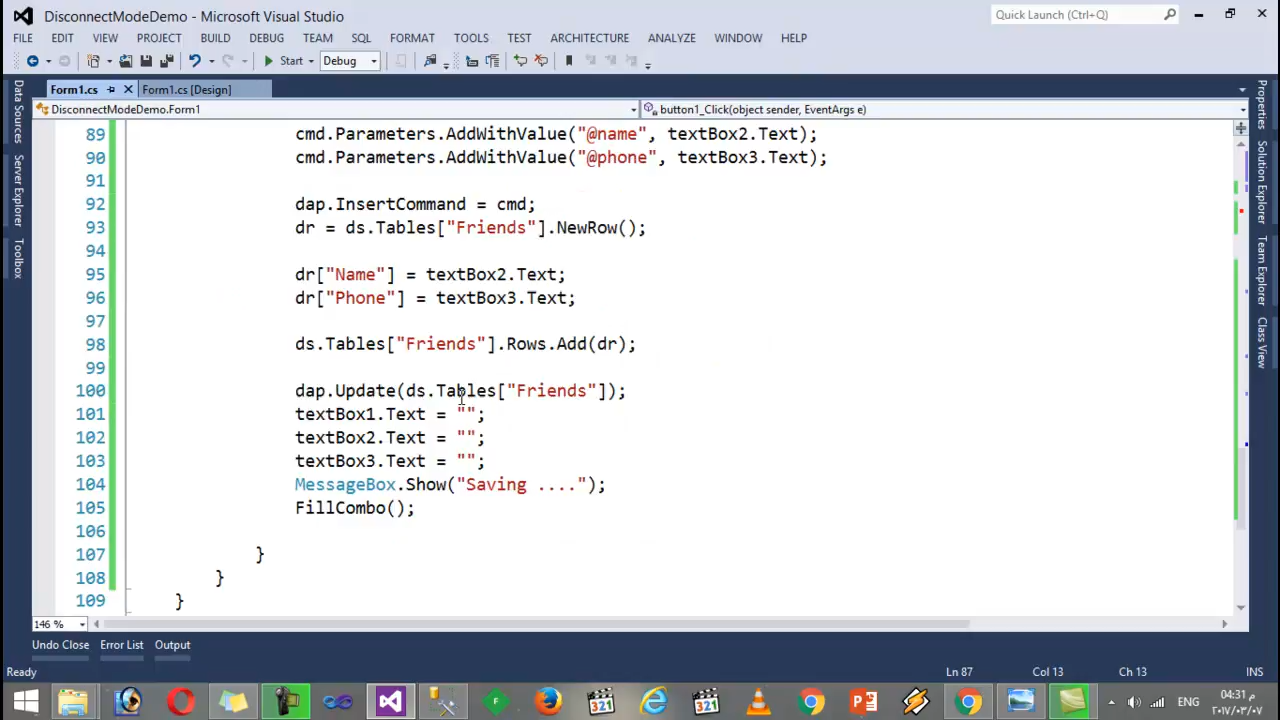 DisconnectModeDemo - Microsoft Visual Studio
Quick Launch (Ctrl+Q)
FILE EDIT VIEW PROJECT BUILD DEBUG TEAM SQL FORMAT TOOLS TEST ARCHITECTURE ANALYZE WINDOW HELP
Start Debug
Form1.cs Form1.cs [Design]
DisconnectModeDemo.Form1 button1_Click(object sender, EventArgs e)
Data Sources
Server Explorer
Toolbox
89 cmd.Parameters.AddWithValue("@name", textBox2.Text);
90 cmd.Parameters.AddWithValue("@phone", textBox3.Text);
91
92 dap.InsertCommand = cmd;
93 dr = ds.Tables["Friends"].NewRow();
94
95 dr["Name"] = textBox2.Text;
96 dr["Phone"] = textBox3.Text;
97
98 ds.Tables["Friends"].Rows.Add(dr);
99
100 dap.Update(ds.Tables["Friends"]);
101 textBox1.Text = "";
102 textBox2.Text = "";
103 textBox3.Text = "";
104 MessageBox.Show("Saving ....");
105 FillCombo();
106
107 }
108 }
109 }
Properties
Solution Explorer
Team Explorer
Class View
146 %
Undo Close Error List Output
Ready Ln 87 Col 13 Ch 13 INS
321 321 ENG م 04:31
٢٠١٧/٠٣/٠٧